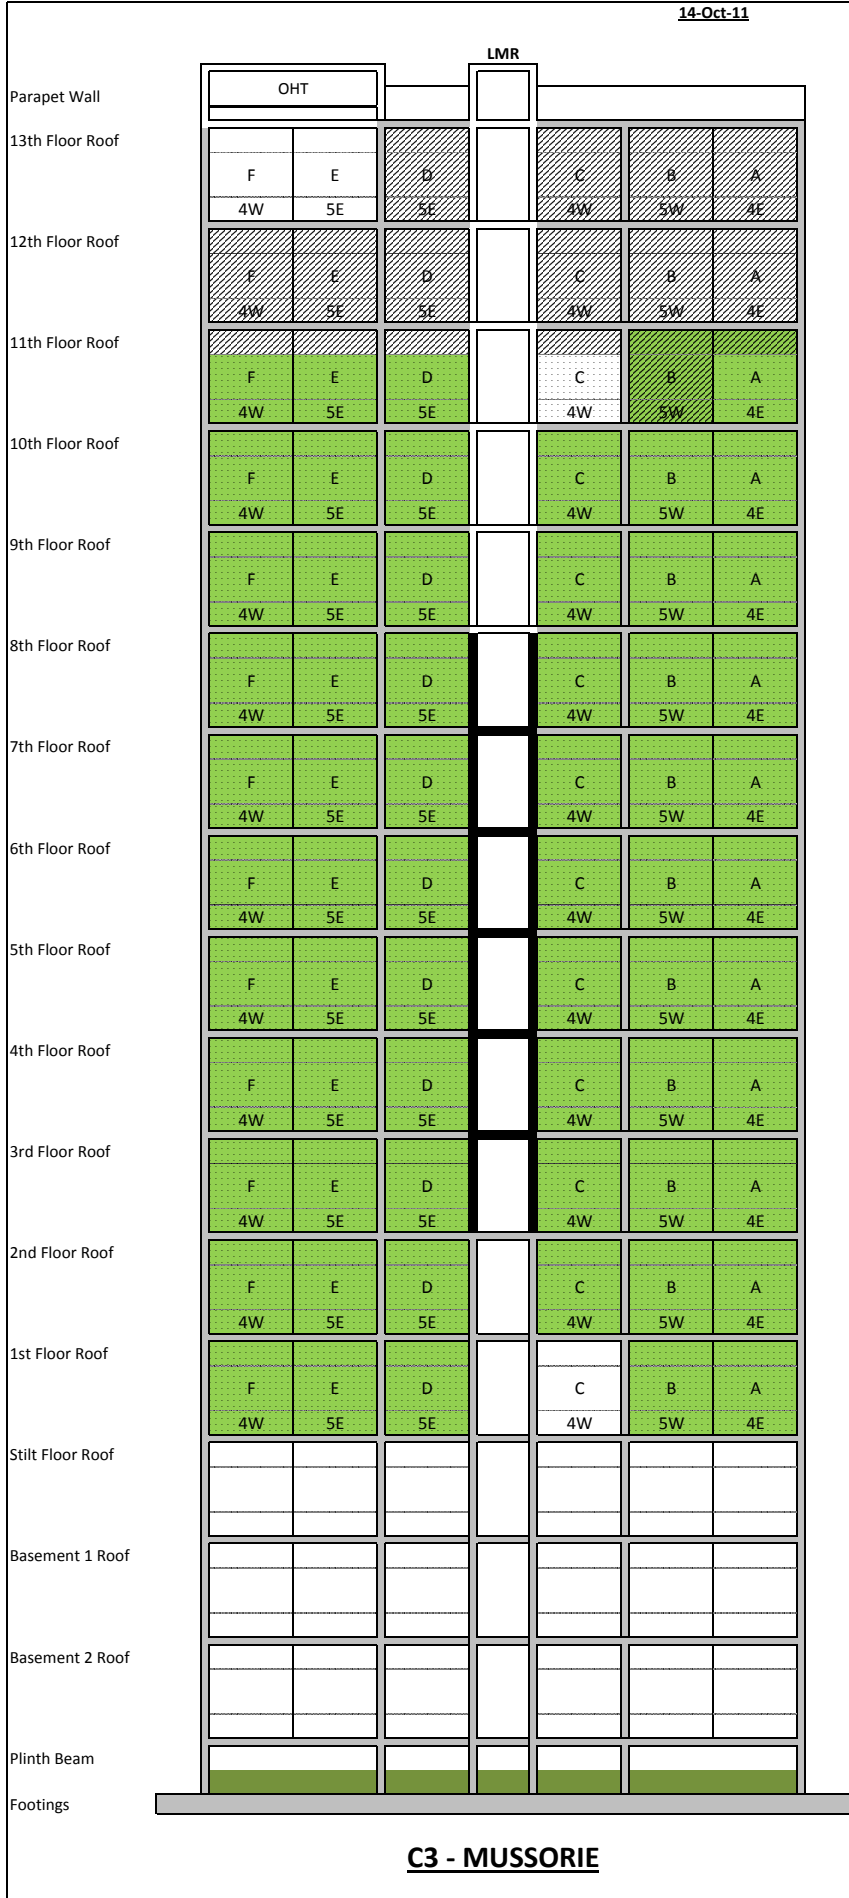 14-Oct-11
LMR
OHT
Parapet Wall
13th Floor Roof
F E D C B A
4W 5E 5E 4W 5W 4E
12th Floor Roof
F E D C B A
4W 5E 5E 4W 5W 4E
11th Floor Roof
F E D C B A
4W 5E 5E 4W 5W 4E
10th Floor Roof
F E D C B A
4W 5E 5E 4W 5W 4E
9th Floor Roof
F E D C B A
4W 5E 5E 4W 5W 4E
8th Floor Roof
F E D C B A
4W 5E 5E 4W 5W 4E
7th Floor Roof
F E D C B A
4W 5E 5E 4W 5W 4E
6th Floor Roof
F E D C B A
4W 5E 5E 4W 5W 4E
5th Floor Roof
F E D C B A
4W 5E 5E 4W 5W 4E
4th Floor Roof
F E D C B A
4W 5E 5E 4W 5W 4E
3rd Floor Roof
F E D C B A
4W 5E 5E 4W 5W 4E
2nd Floor Roof
F E D C B A
4W 5E 5E 4W 5W 4E
1st Floor Roof
F E D C B A
4W 5E 5E 4W 5W 4E
Stilt Floor Roof
Basement 1 Roof
Basement 2 Roof
Plinth Beam
Footings
C3 - MUSSORIE